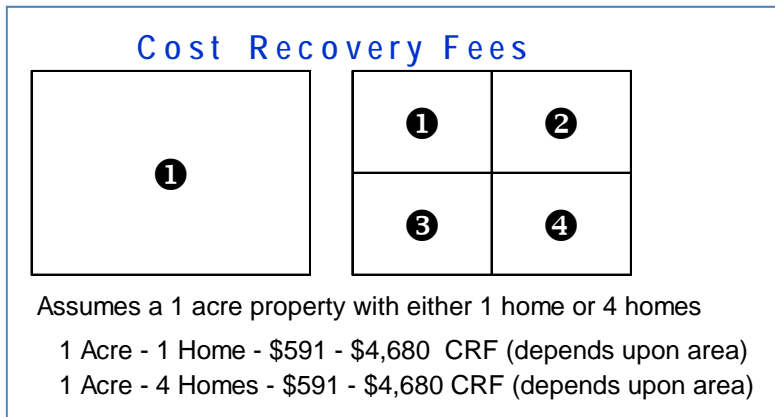 Cost Recovery Fees
❶ ❶ ❷
❸ ❹
Assumes a 1 acre property with either 1 home or 4 homes
1 Acre - 1 Home - $591 - $4,680 CRF (depends upon area)
1 Acre - 4 Homes - $591 - $4,680 CRF (depends upon area)